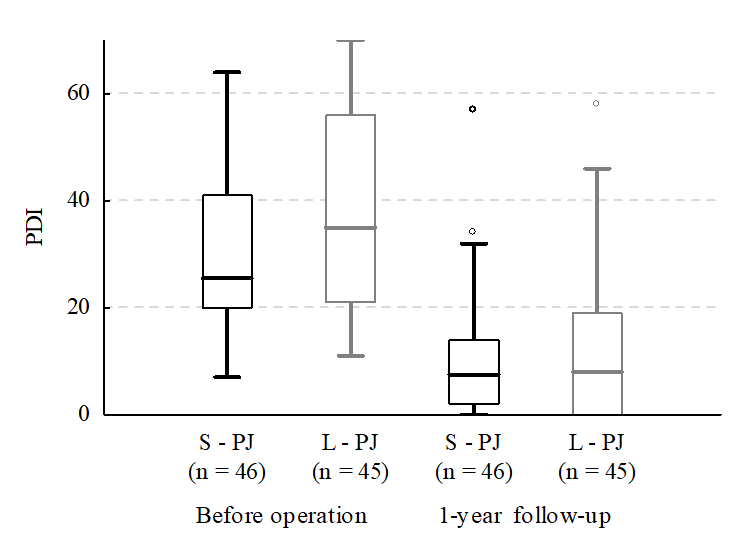 60
40
20
0
PDI
S - PJ L - PJ S - PJ L - PJ
(n = 46) (n = 45) (n = 46) (n = 45)
Before operation 1-year follow-up